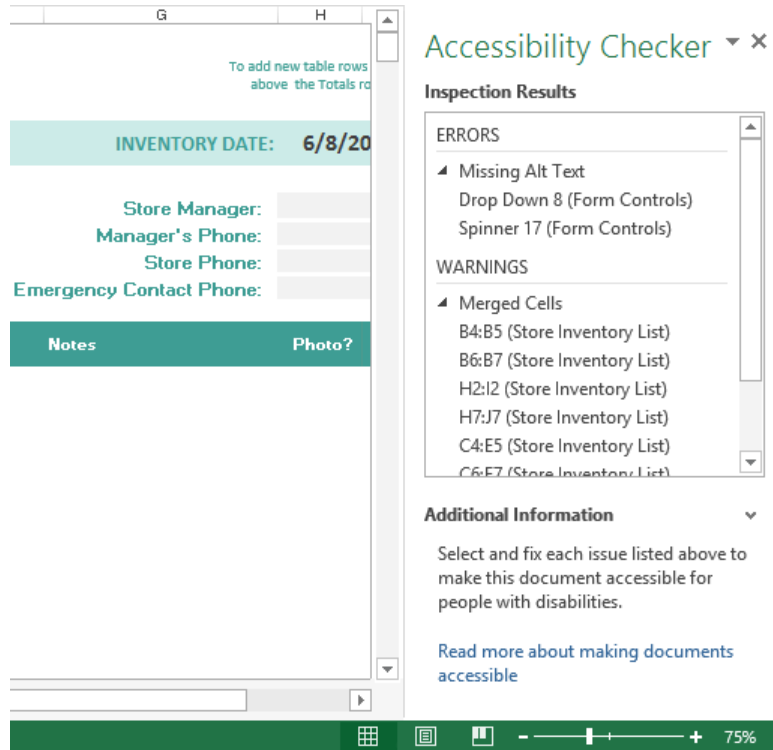 G H
To add new table rows
above the Totals ro
INVENTORY DATE: 6/8/20
Store Manager:
Manager's Phone:
Store Phone:
Emergency Contact Phone:
Notes Photo?
Accessibility Checker
Inspection Results
ERRORS
Missing Alt Text
Drop Down 8 (Form Controls)
Spinner 17 (Form Controls)
WARNINGS
Merged Cells
B4:B5 (Store Inventory List)
B6:B7 (Store Inventory List)
H2:I2 (Store Inventory List)
H7:J7 (Store Inventory List)
C4:E5 (Store Inventory List)
C6:E7 (Store Inventory List)
Additional Information
Select and fix each issue listed above to
make this document accessible for
people with disabilities.
Read more about making documents
accessible
75%